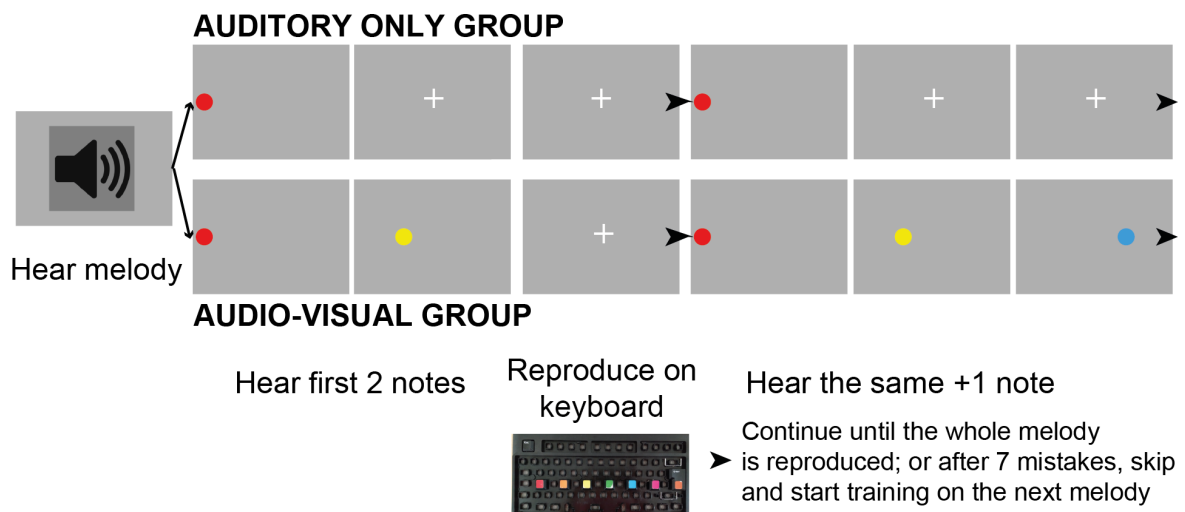 AUDITORY ONLY GROUP
Hear melody
AUDIO-VISUAL GROUP
Hear first 2 notes
Reproduce on
keyboard
Hear the same +1 note
Continue until the whole melody
is reproduced; or after 7 mistakes, skip
and start training on the next melody